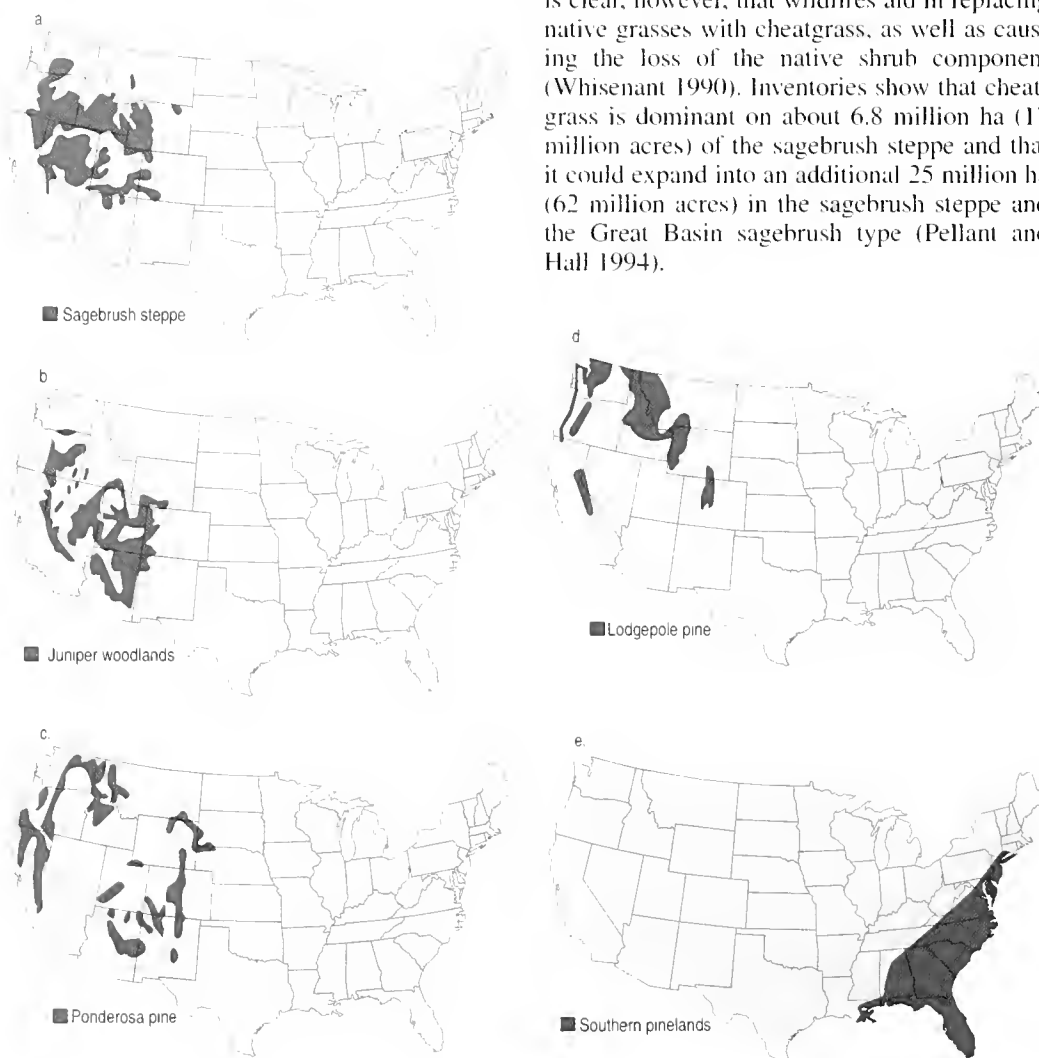 a
Sagebrush steppe
b
Juniper woodlands
c.
Ponderosa pine
is clear, however, that wildfires aid in replacing
native grasses with cheatgrass, as well as caus
ing the loss of the native shrub componen
(Whisenant 1990). Inventories show that cheat
grass is dominant on about 6.8 million ha (1
million acres) of the sagebrush steppe and tha
it could expand into an additional 25 million h
(62 million acres) in the sagebrush steppe and
the Great Basin sagebrush type (Pellant and
Hall 1994).
d
Lodgepole pine
e.
Southern pinelands